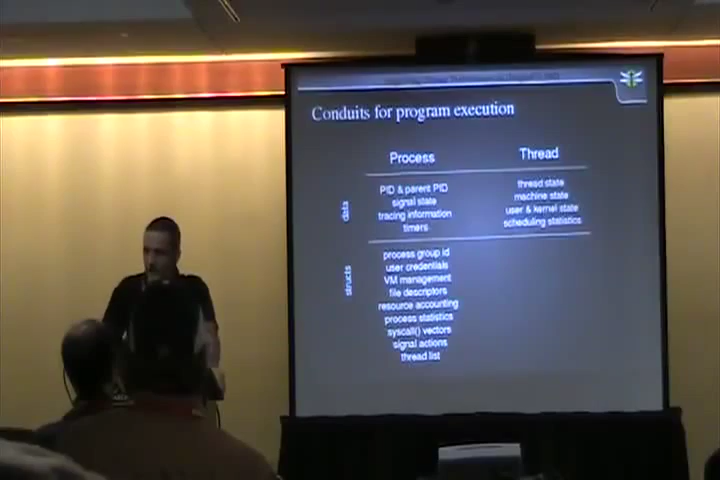 Conduits for program execution
Process Thread
data
PID & parent PID thread state
signal state machine state
tracing information user & kernel state
timers scheduling statistics
structs
process group id
user credentials
VM management
file descriptors
resource accounting
process statistics
syscall() vectors
signal actions
thread list